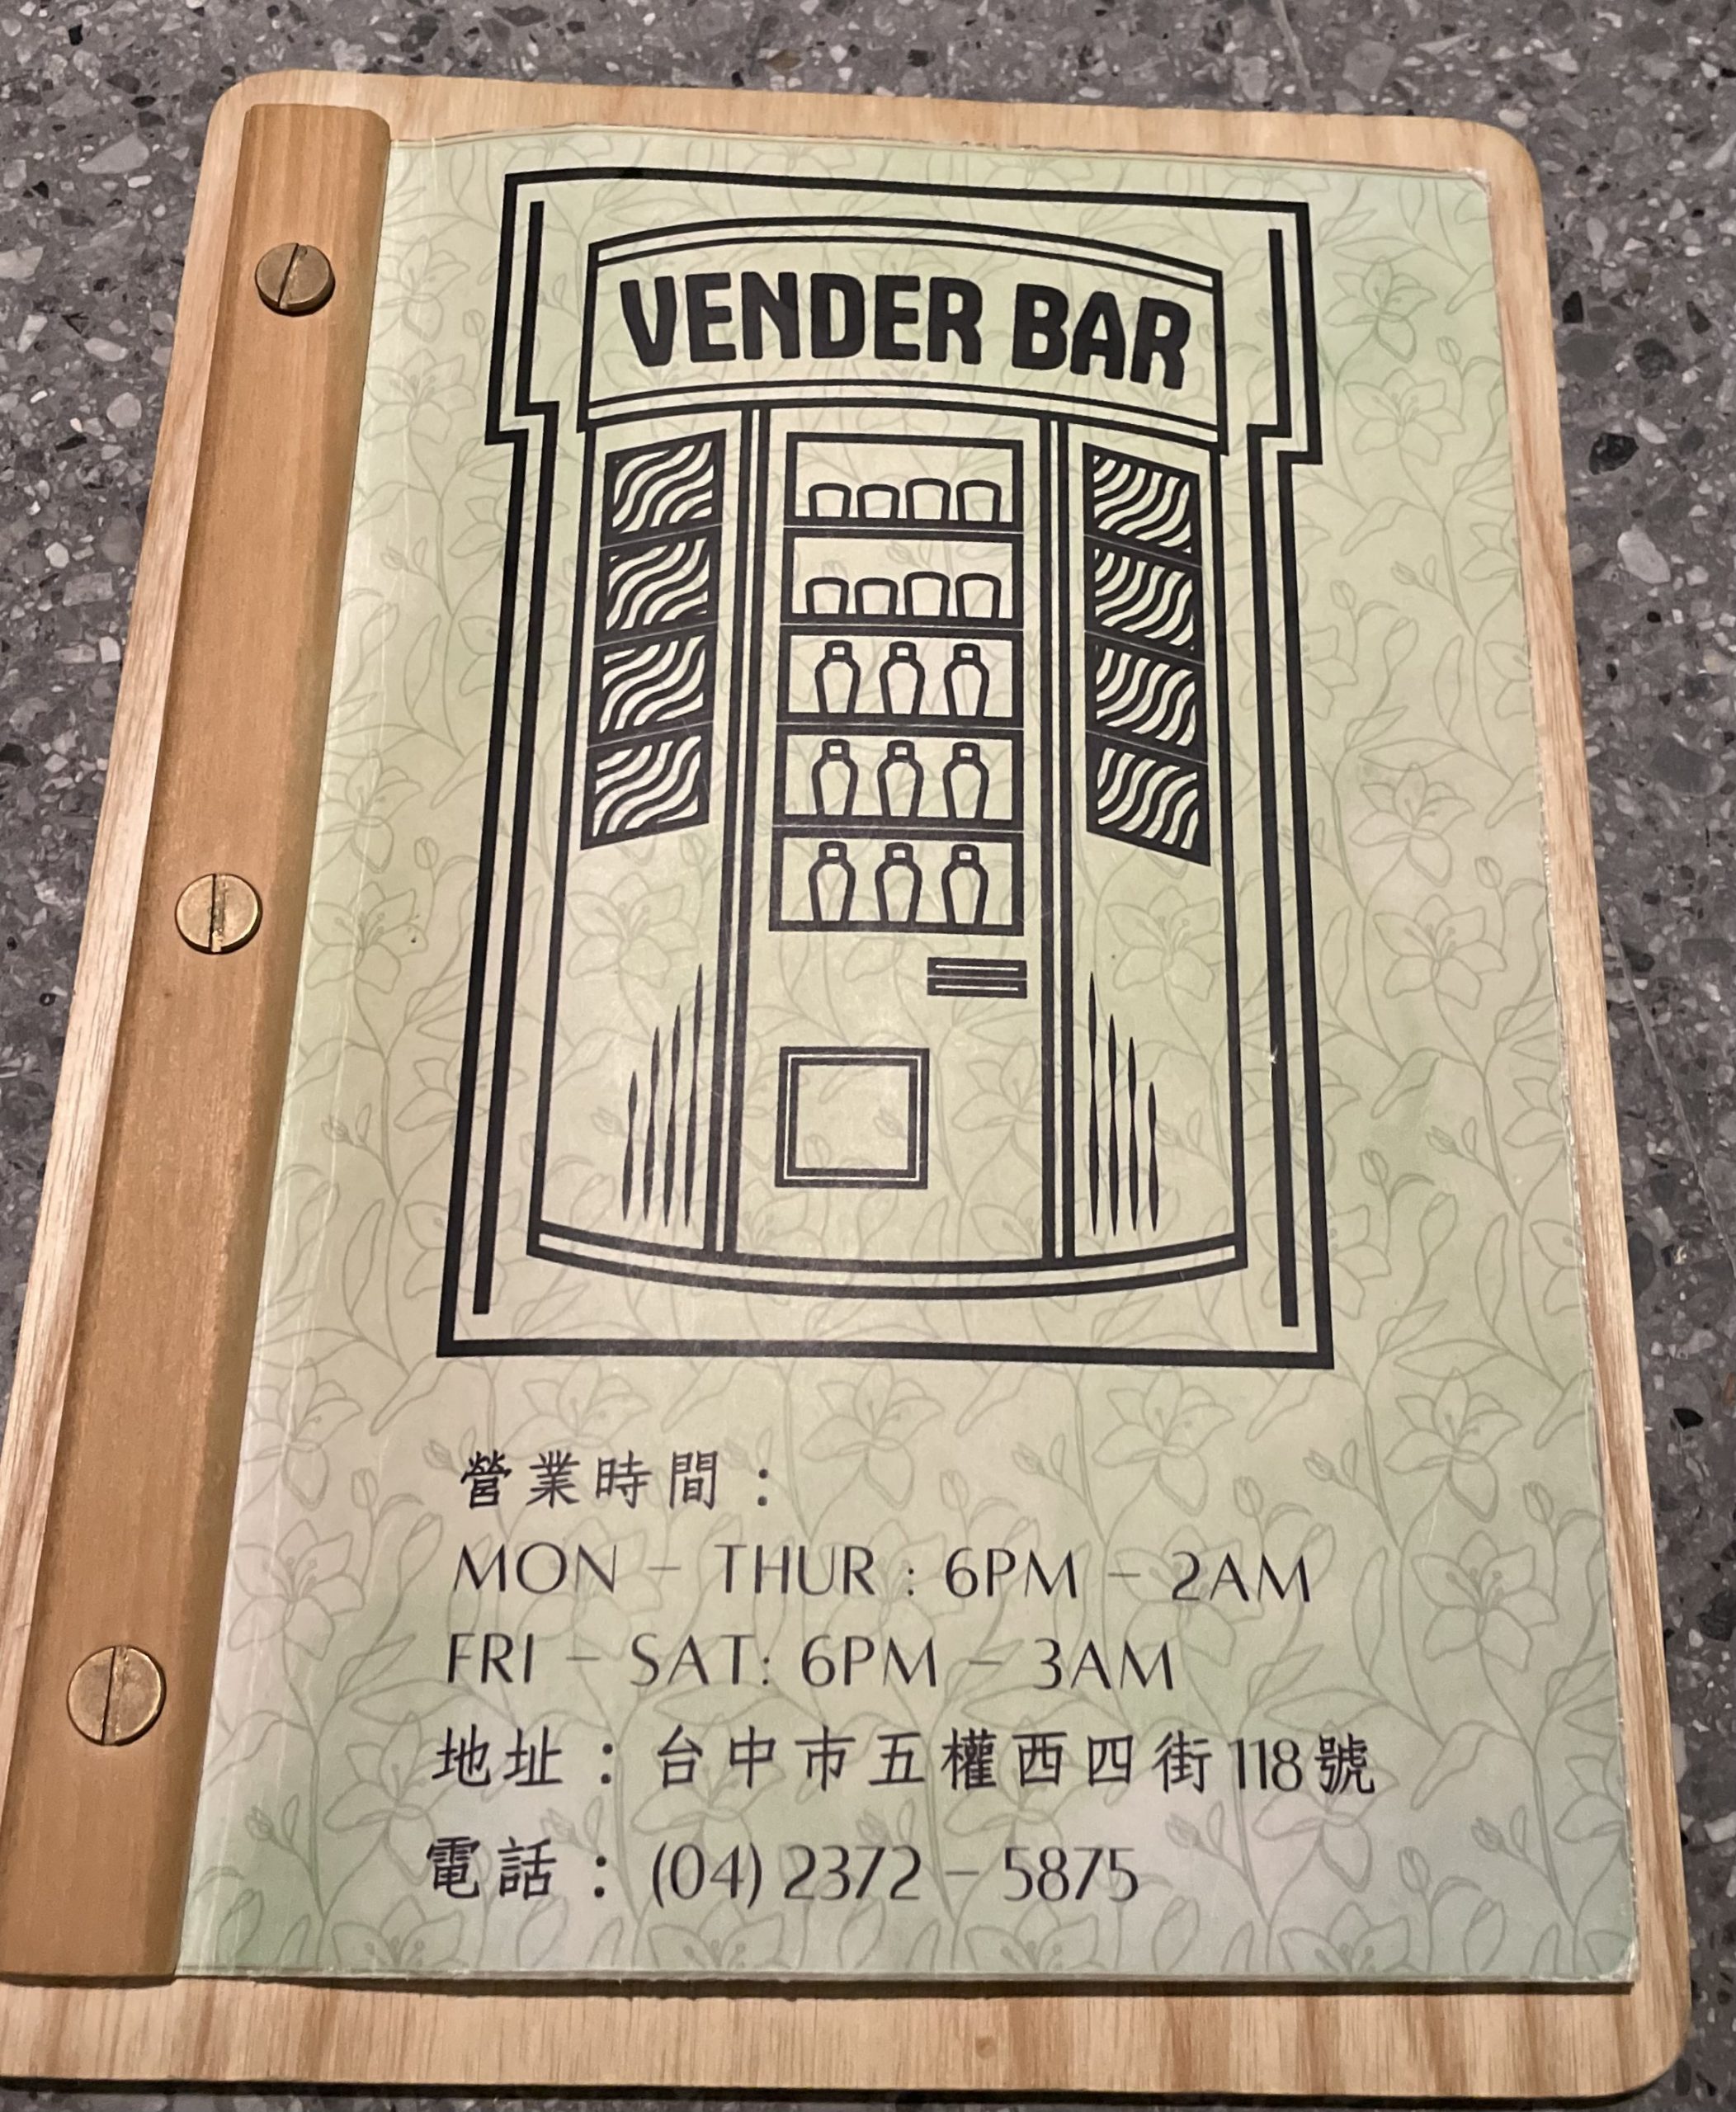 VENDER BAR
營業時間：
MON – THUR : 6PM – 2AM
FRI – SAT: 6PM – 3AM
地址：台中市五權西四街118號
電話：(04) 2372 – 5875